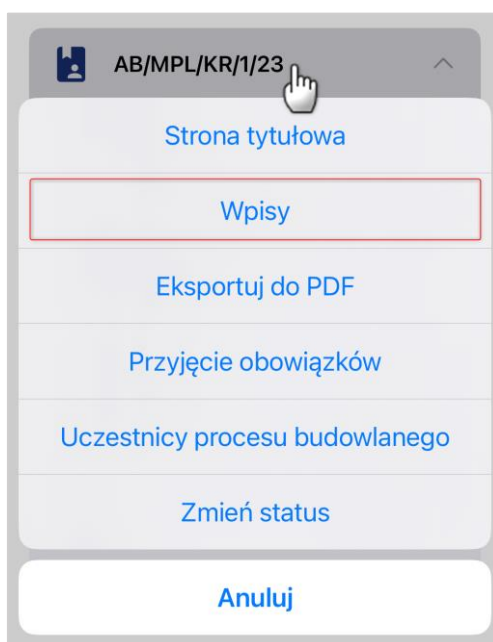 AB/MPL/KR/1/23
Strona tytułowa
Wpisy
Eksportuj do PDF
Przyjęcie obowiązków
Uczestnicy procesu budowlanego
Zmień status
Anuluj